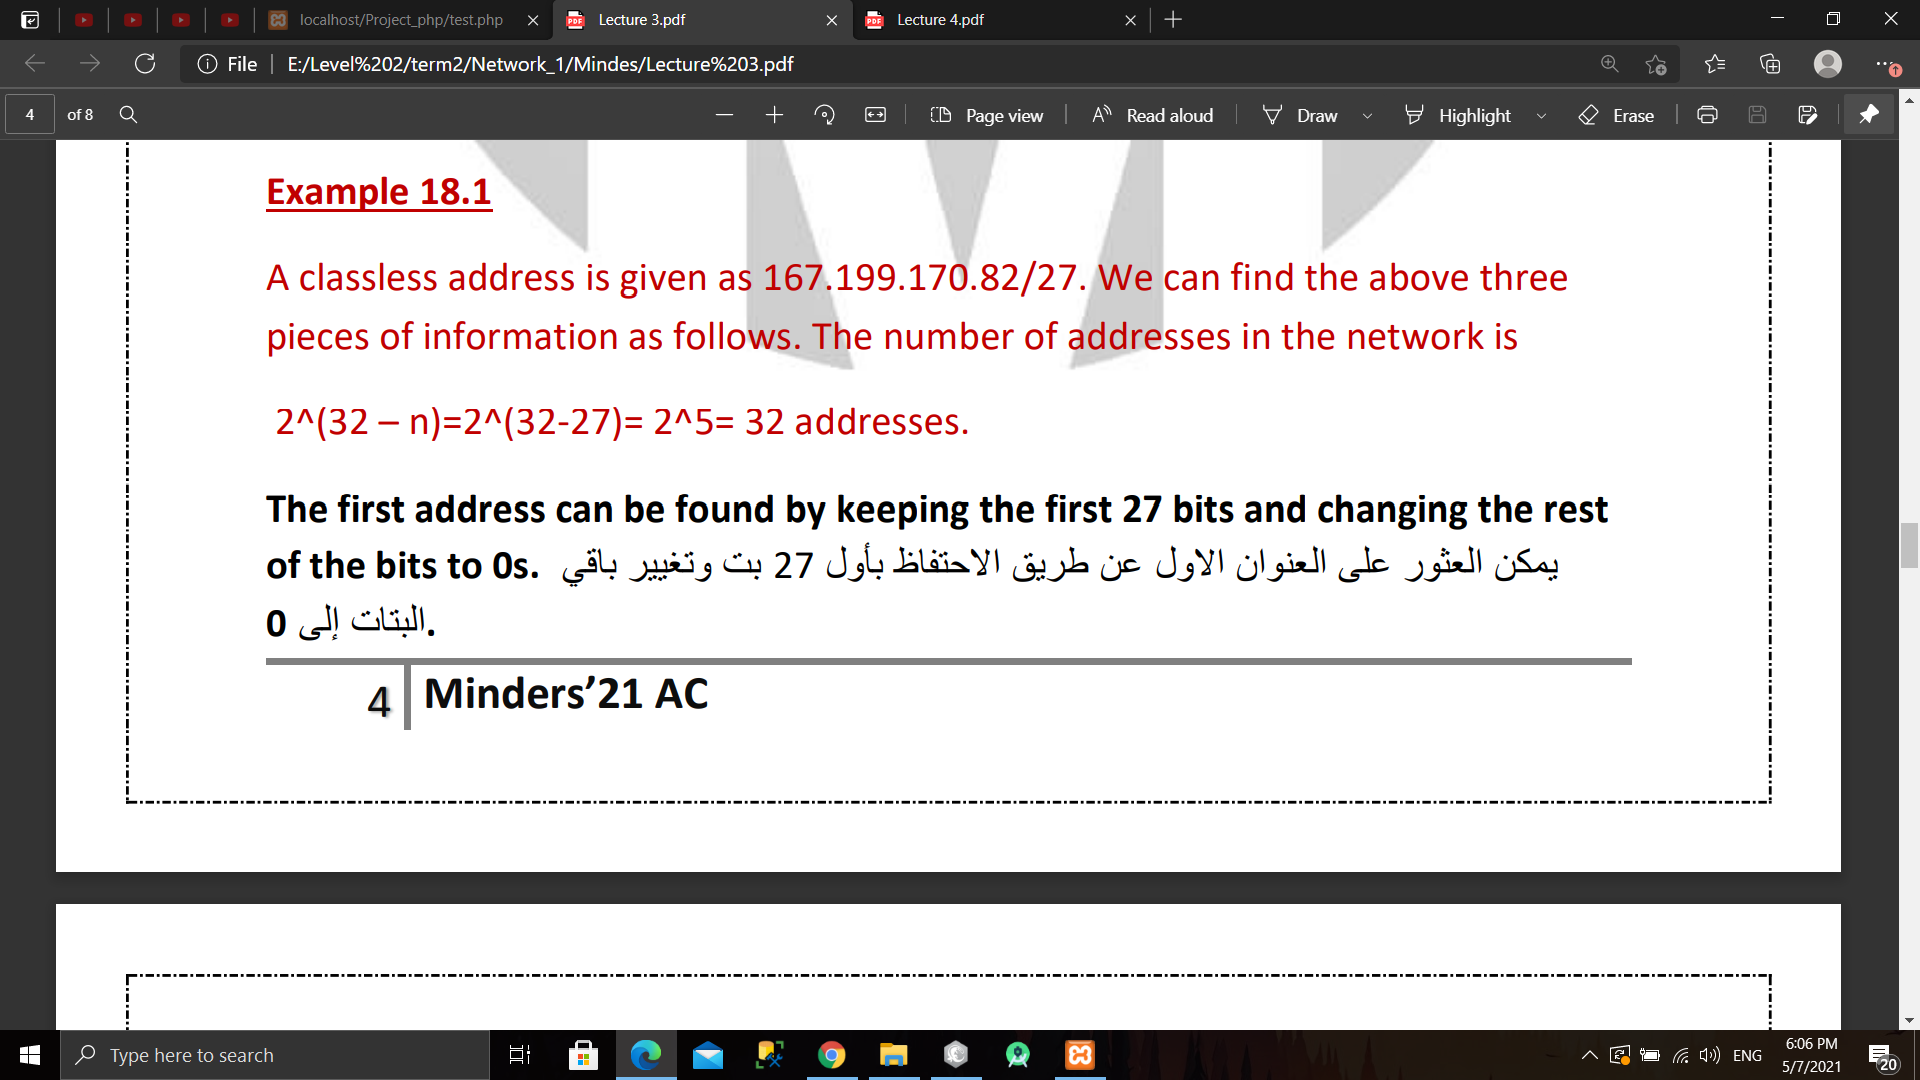 localhost/Project_php/test.php
Lecture 3.pdf
Lecture 4.pdf
File
E:/Level%202/term2/Network_1/Mindes/Lecture%203.pdf
4 of 8
Page view
Read aloud
Draw
Highlight
Erase
Example 18.1
A classless address is given as 167.199.170.82/27. We can find the above three
pieces of information as follows. The number of addresses in the network is
2^(32 – n)=2^(32-27)= 2^5= 32 addresses.
The first address can be found by keeping the first 27 bits and changing the rest
of the bits to 0s. يمكن العثور على العنوان الاول عن طريق الاحتفاظ بأول 27 بت وتغيير باقي
البتات إلى 0.
4 Minders’21 AC
Type here to search
ENG
6:06 PM
5/7/2021
20